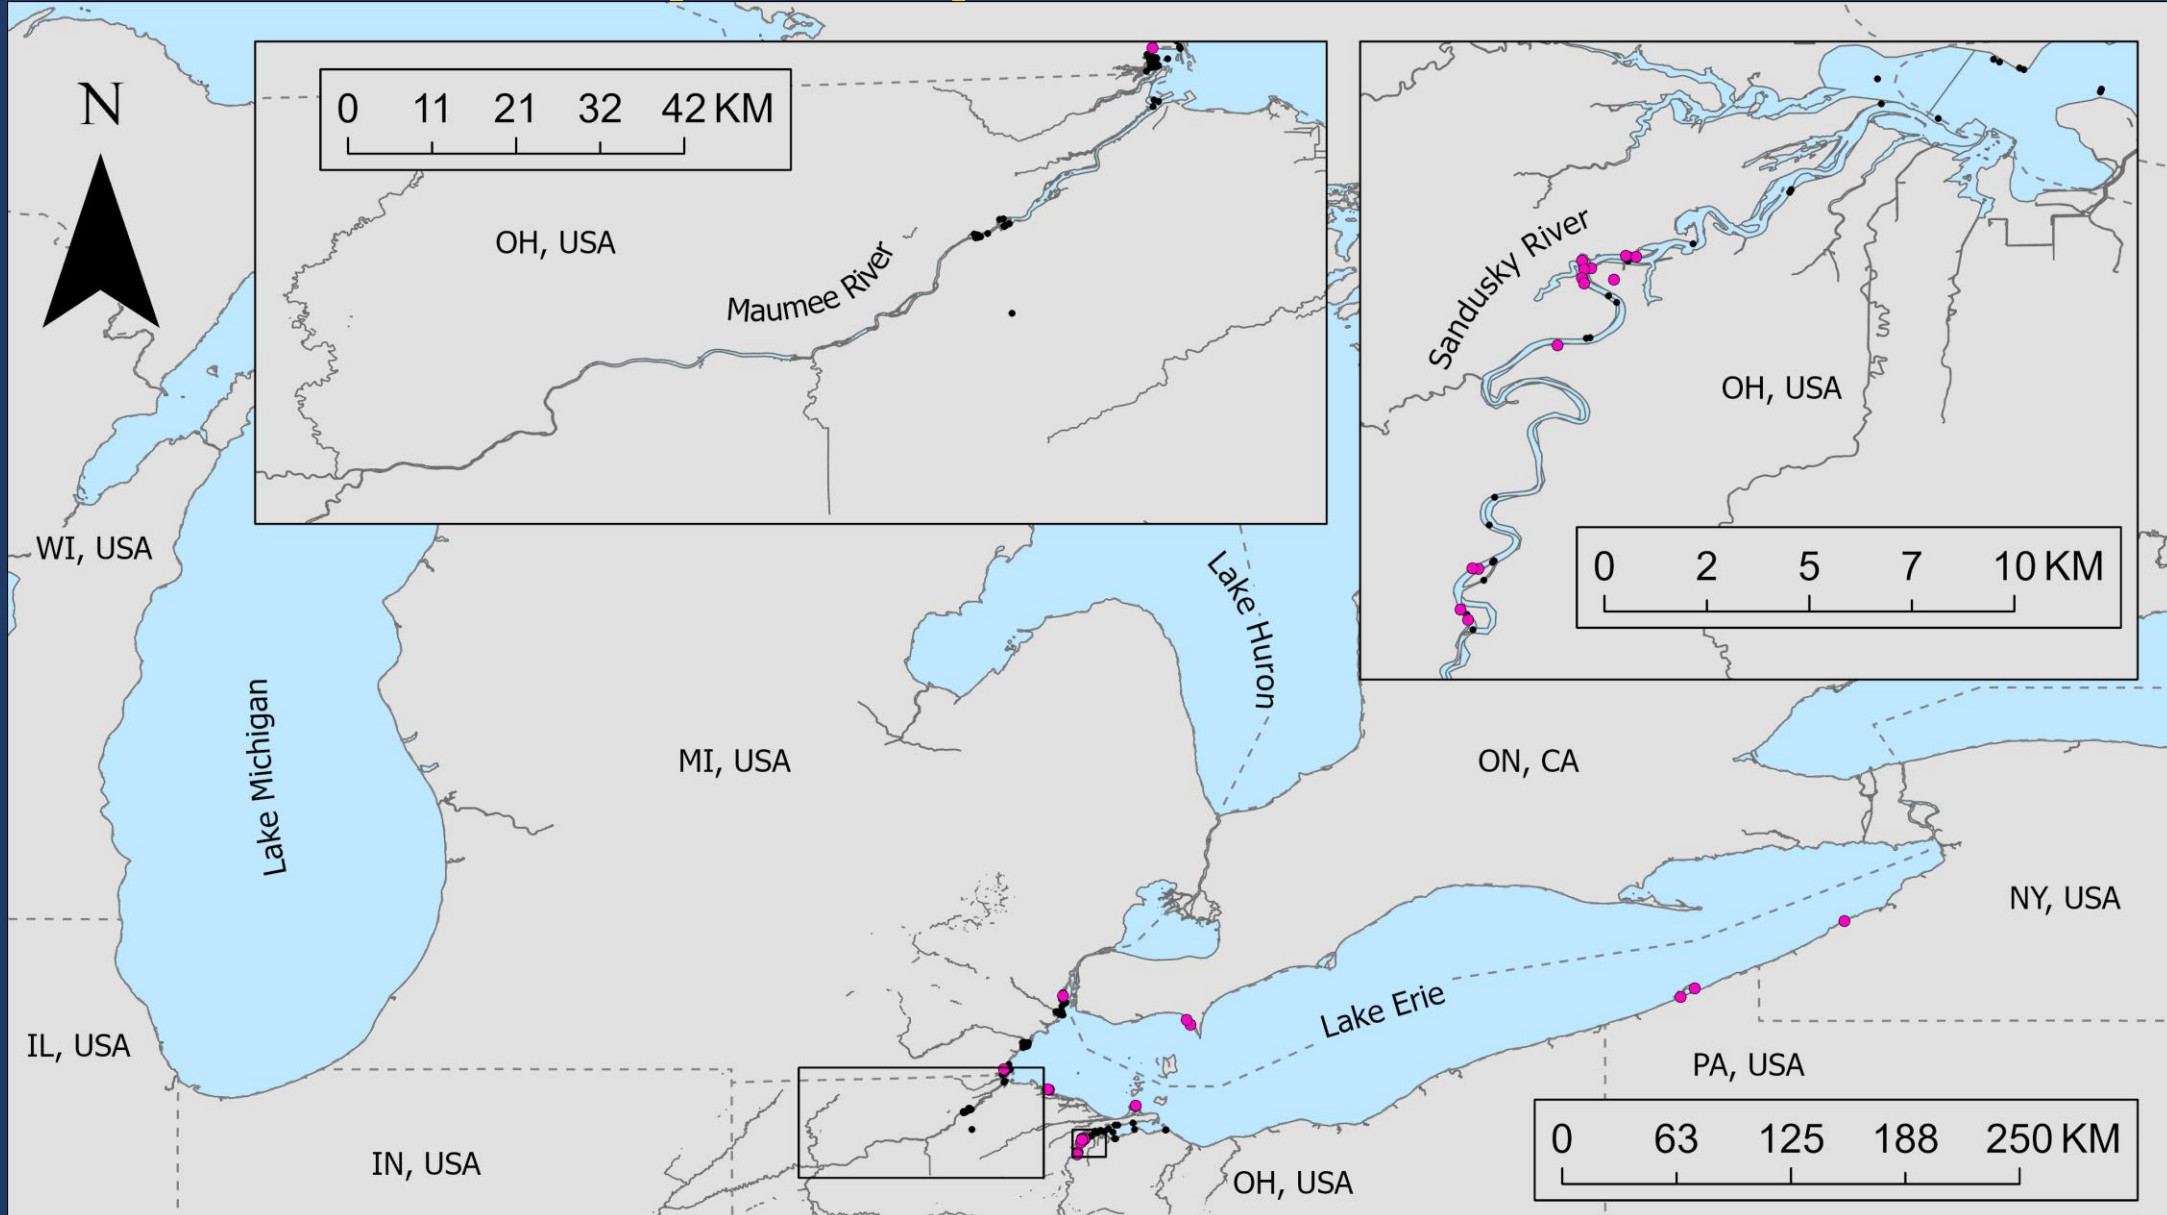 N
0 11 21 32 42 KM
OH, USA
Maumee River
Sandusky River
OH, USA
0 2 5 7 10 KM
WI, USA
Lake Huron
Lake Michigan
MI, USA
ON, CA
NY, USA
Lake Erie
IL, USA
PA, USA
IN, USA
OH, USA
0 63 125 188 250 KM